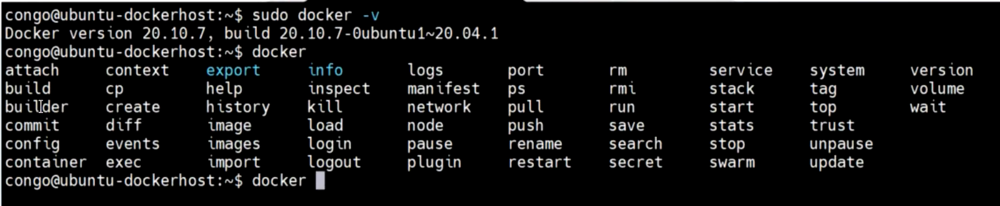 congo@ubuntu-dockerhost:~$ sudo docker -v
Docker version 20.10.7, build 20.10.7-0ubuntu1~20.04.1
congo@ubuntu-dockerhost:~$ docker
attach context export info logs port rm service system version
build cp help inspect manifest ps rmi stack tag volume
builder create history kill network pull run start top wait
commit diff image load node push save stats trust
config events images login pause rename search stop unpause
container exec import logout plugin restart secret swarm update
congo@ubuntu-dockerhost:~$ docker